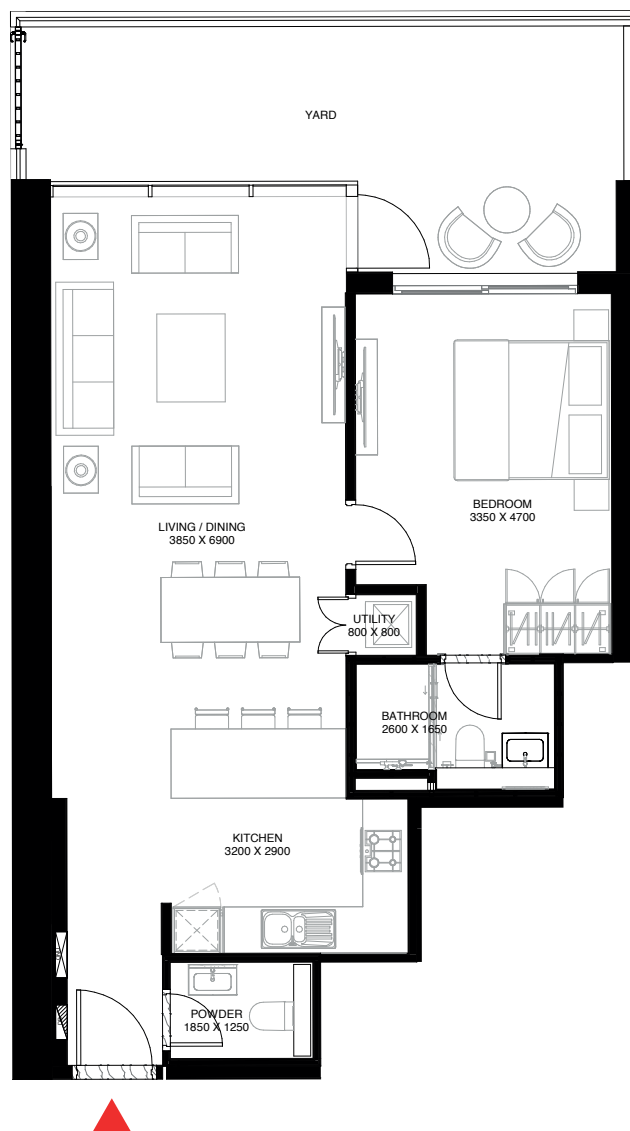 YARD
BEDROOM
3350 X 4700
LIVING / DINING
3850 X 6900
UTILITY
800 X 800
BATHROOM
2600 X 1650
KITCHEN
3200 X 2900
POWDER
1850 X 1250